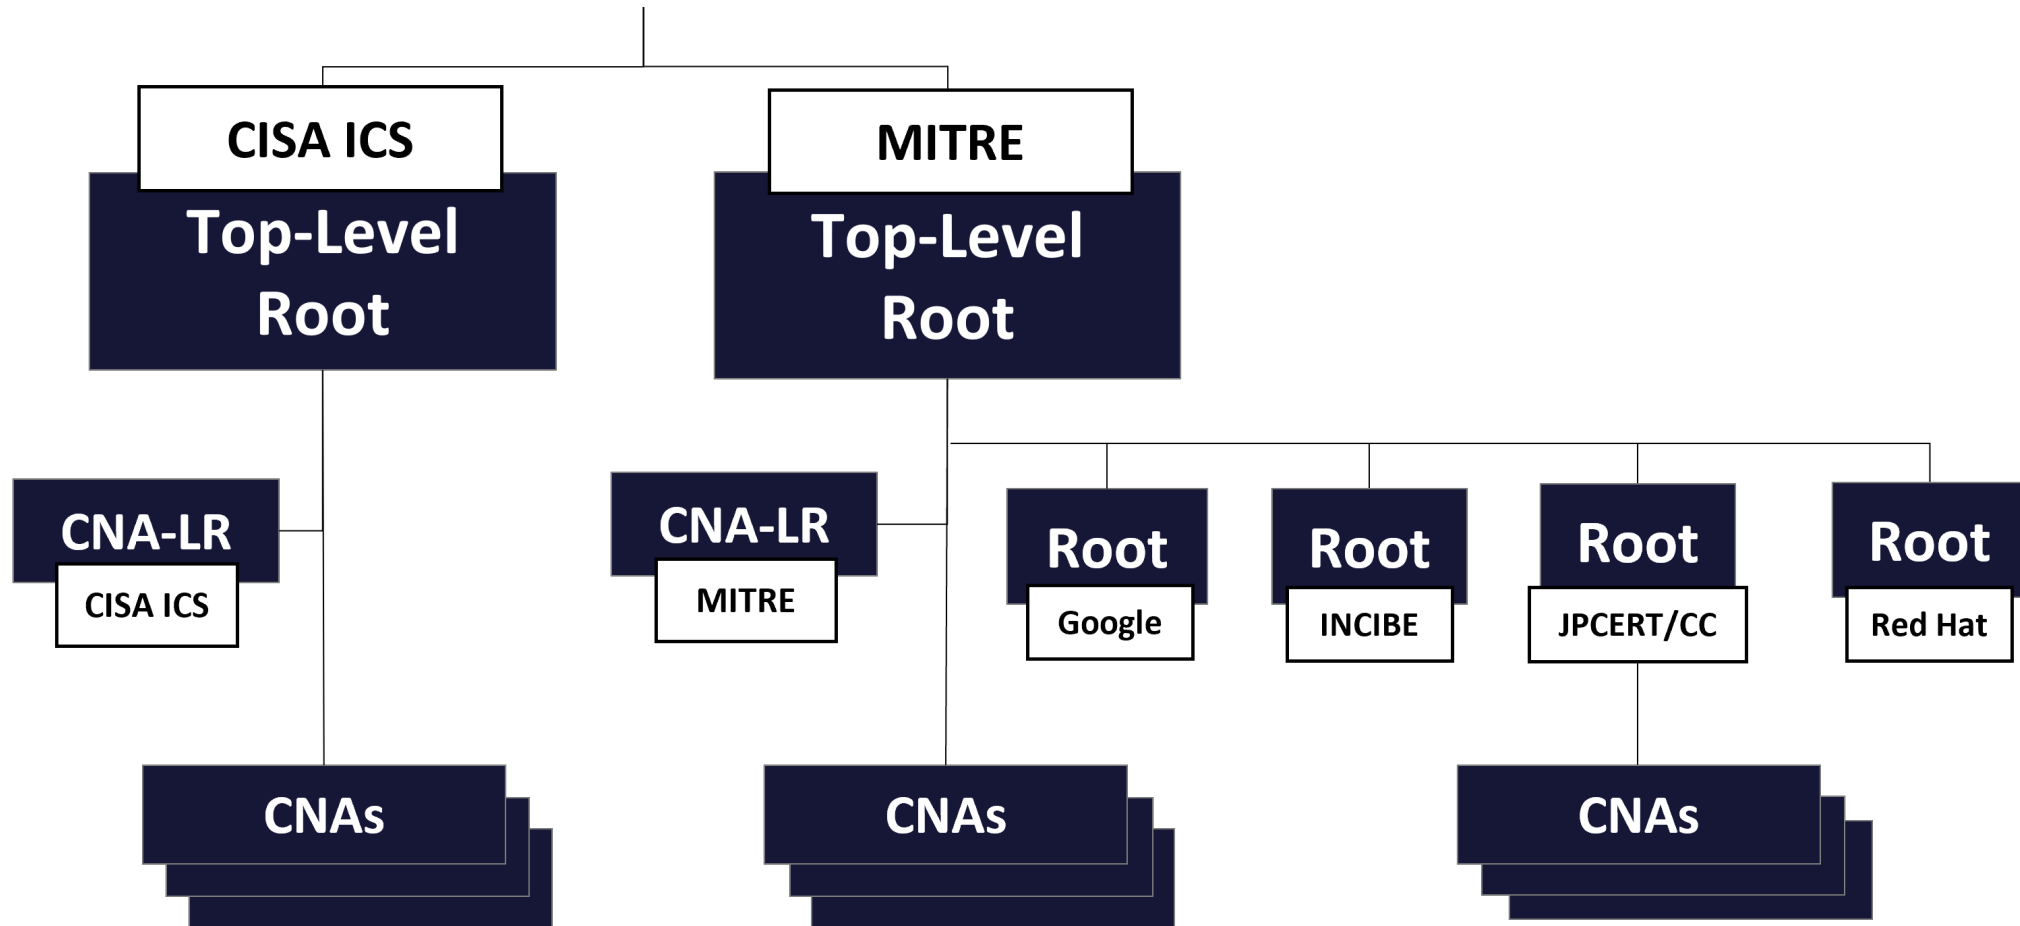 CISA ICS
Top-Level
Root
MITRE
Top-Level
Root
CNA-LR
CISA ICS
CNA-LR
MITRE
Root
Google
Root
INCIBE
Root
JPCERT/CC
Root
Red Hat
CNAs
CNAs
CNAs